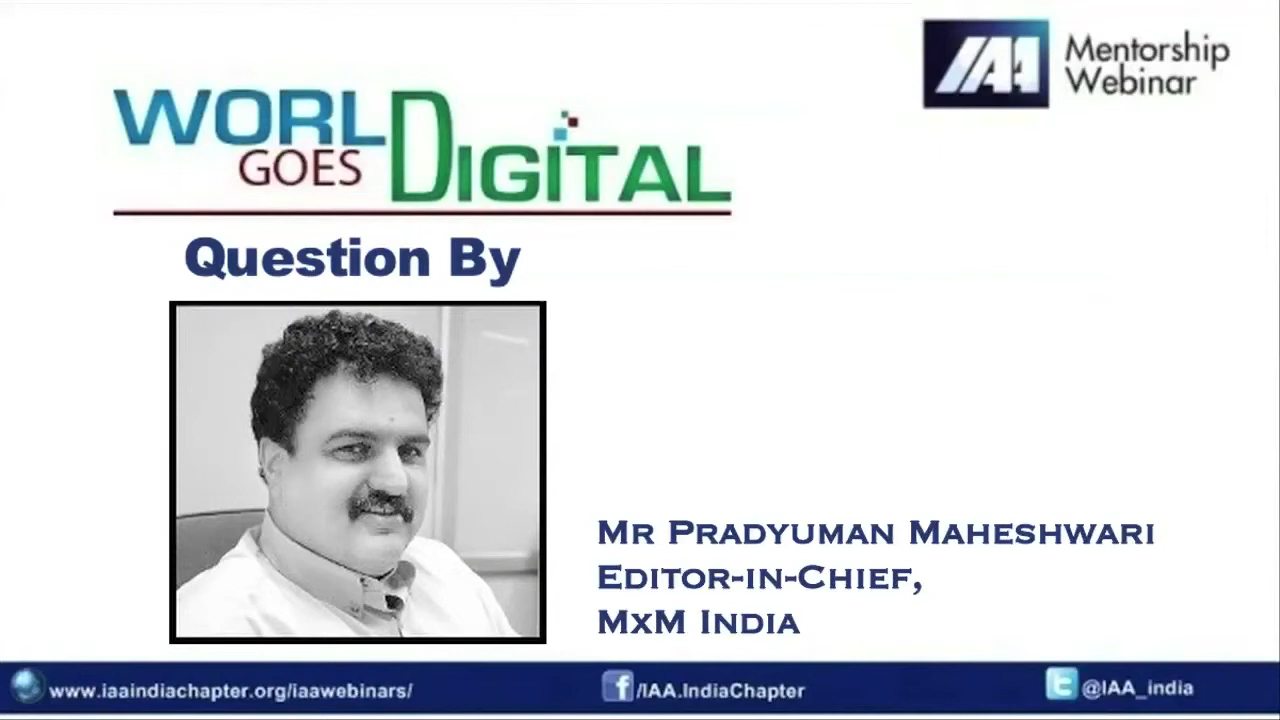 IAA Mentorship
Webinar
WORLD
GOES DIGITAL
Question By
Mr Pradyuman Maheshwari
Editor-in-Chief,
MxM India
www.iaaindiachapter.org/iaawebinars/
f /IAA.IndiaChapter
t @IAA_india